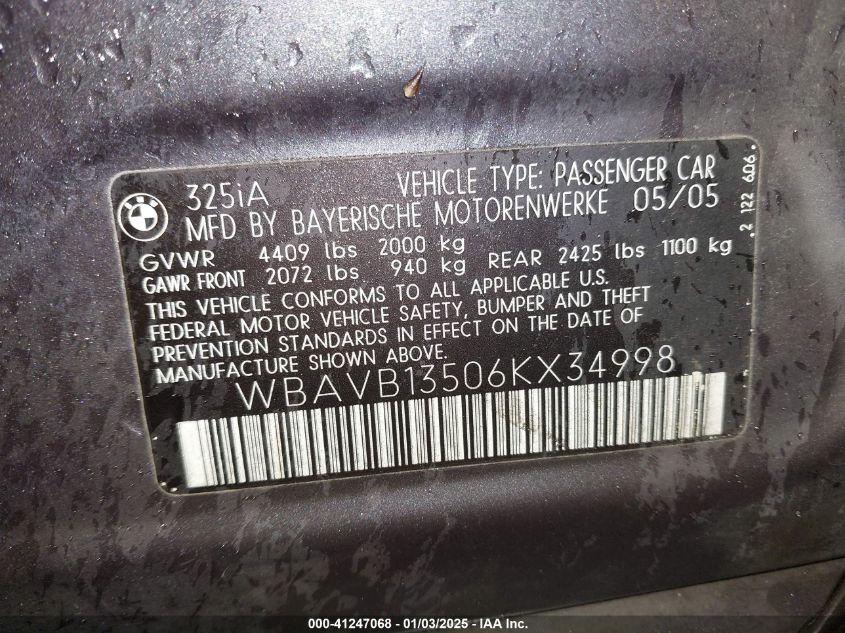 325iA VEHICLE TYPE: PASSENGER CAR
MFD BY BAYERISCHE MOTORENWERKE 05/05
GVWR 4409 lbs 2000 kg
GAWR FRONT 2072 lbs 940 kg REAR 2425 lbs 1100 kg
THIS VEHICLE CONFORMS TO ALL APPLICABLE U.S.
FEDERAL MOTOR VEHICLE SAFETY, BUMPER AND THEFT
PREVENTION STANDARDS IN EFFECT ON THE DATE OF
MANUFACTURE SHOWN ABOVE.
WBAVB13506KX34998
.2 122 606.
BMW
000-41247068 - 01/03/2025 - IAA Inc.